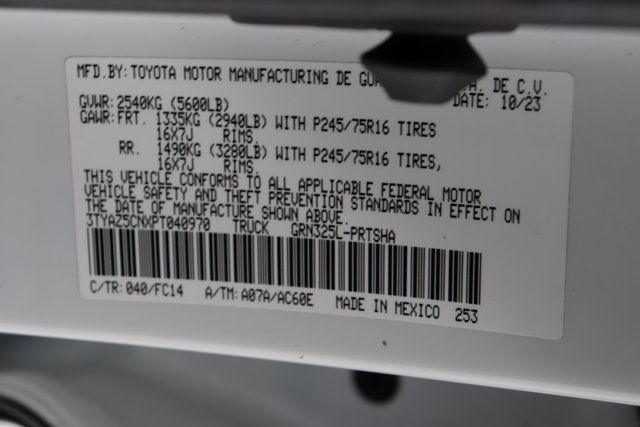 MFD. BY: TOYOTA MOTOR MANUFACTURING DE DE C.V.
GVWR: 2540KG (5600LB) DATE: 10/23
GAWR: FRT. 1335KG (2940LB) WITH P245/75R16 TIRES
16X7J RIMS.
RR. 1490KG (3280LB) WITH P245/75R16 TIRES,
16X7J RIMS.
THIS VEHICLE CONFORMS TO ALL APPLICABLE FEDERAL MOTOR
VEHICLE SAFETY AND THEFT PREVENTION STANDARDS IN EFFECT ON
THE DATE OF MANUFACTURE SHOWN ABOVE.
3TYAZ5CNXPT040970 TRUCK GRN325L-PRTSHA
C/TR: 040/FC14 A/TM: A07A/AC60E MADE IN MEXICO 253